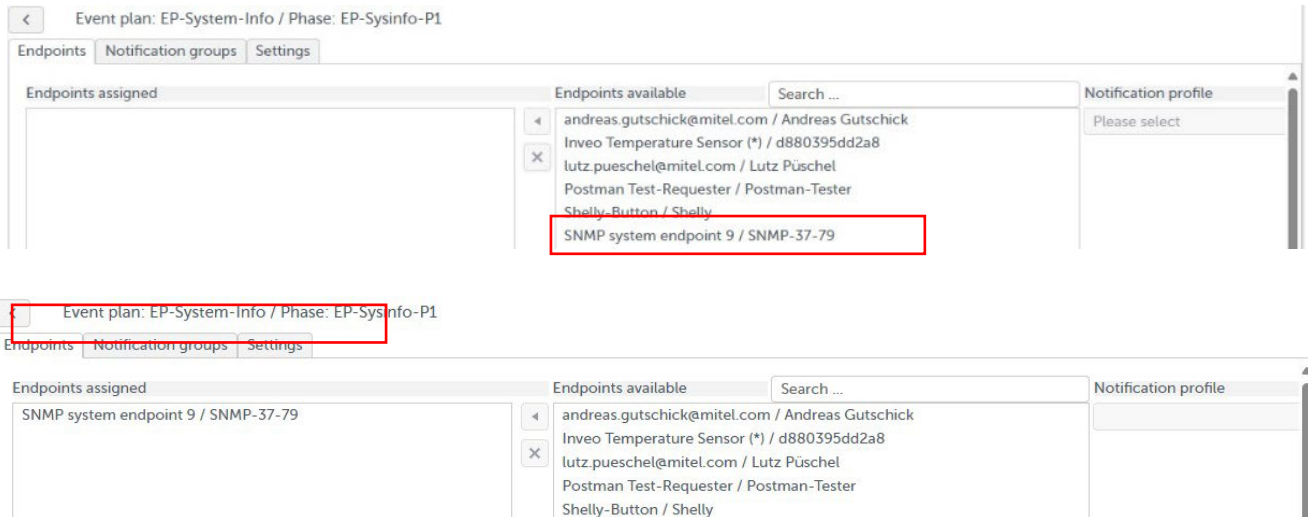 Event plan: EP-System-Info / Phase: EP-Sysinfo-P1
Endpoints Notification groups Settings
Endpoints assigned Endpoints available Search ... Notification profile
andreas.gutschick@mitel.com / Andreas Gutschick Please select
Inveo Temperature Sensor (*) / d880395dd2a8
lutz.pueschel@mitel.com / Lutz Püschel
Postman Test-Requester / Postman-Tester
Shelly-Button / Shelly
SNMP system endpoint 9 / SNMP-37-79
Event plan: EP-System-Info / Phase: EP-Sysinfo-P1
Endpoints Notification groups Settings
Endpoints assigned Endpoints available Search ... Notification profile
SNMP system endpoint 9 / SNMP-37-79 andreas.gutschick@mitel.com / Andreas Gutschick
Inveo Temperature Sensor (*) / d880395dd2a8
lutz.pueschel@mitel.com / Lutz Püschel
Postman Test-Requester / Postman-Tester
Shelly-Button / Shelly